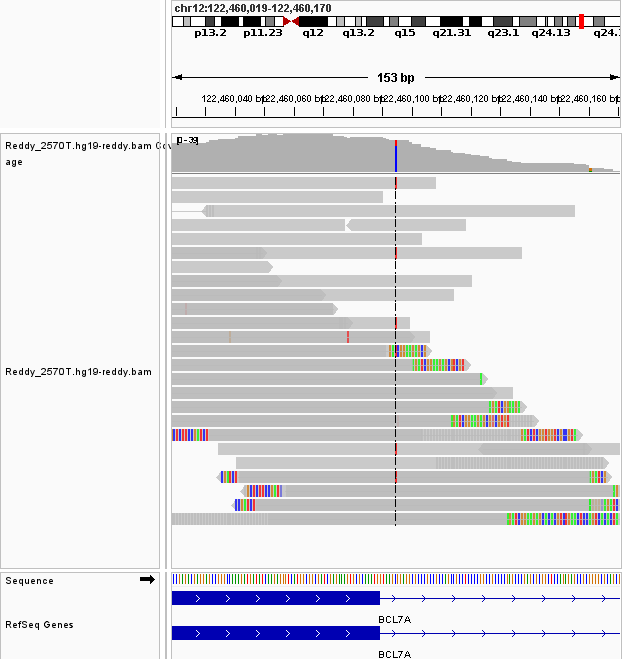 chr12:122,460,019-122,460,170
p13.2 p11.23 q12 q13.2 q15 q21.31 q23.1 q24.13 q24.
153 bp
122,460,040 bp 122,460,060 bp 122,460,080 bp 122,460,100 bp 122,460,120 bp 122,460,140 bp 122,460,160 bp
Reddy_2570T.hg19-reddy.bam Cov
age
Reddy_2570T.hg19-reddy.bam
Sequence
BCL7A
RefSeq Genes
BCL7A